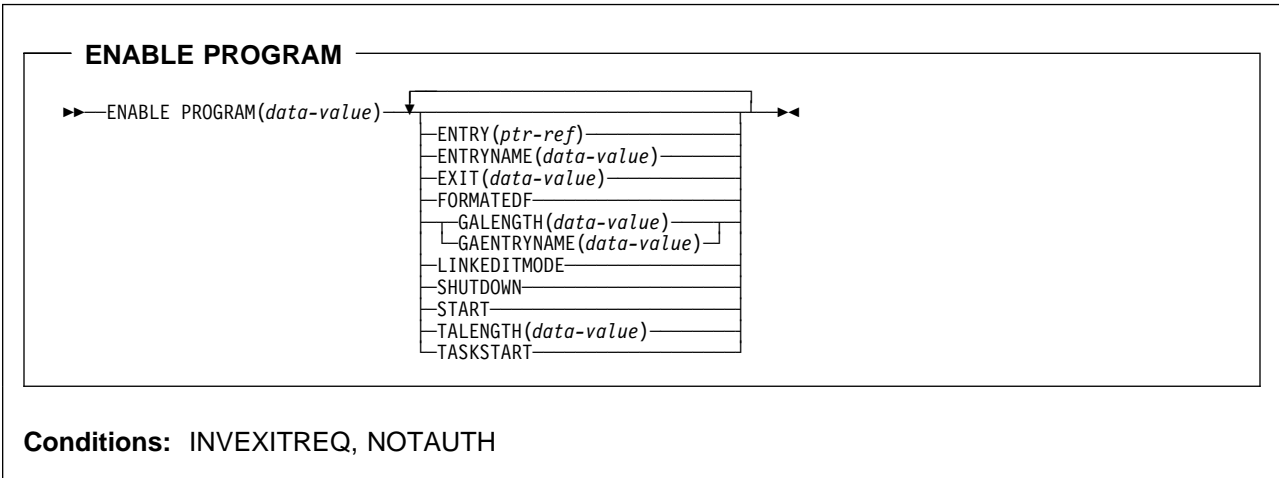 ENABLE PROGRAM
ENABLE PROGRAM(data-value)
ENTRY(ptr-ref)
ENTRYNAME(data-value)
EXIT(data-value)
FORMATEDF
GALENGTH(data-value)
GAENTRYNAME(data-value)
LINKEDITMODE
SHUTDOWN
START
TALENGTH(data-value)
TASKSTART
Conditions: INVEXITREQ, NOTAUTH